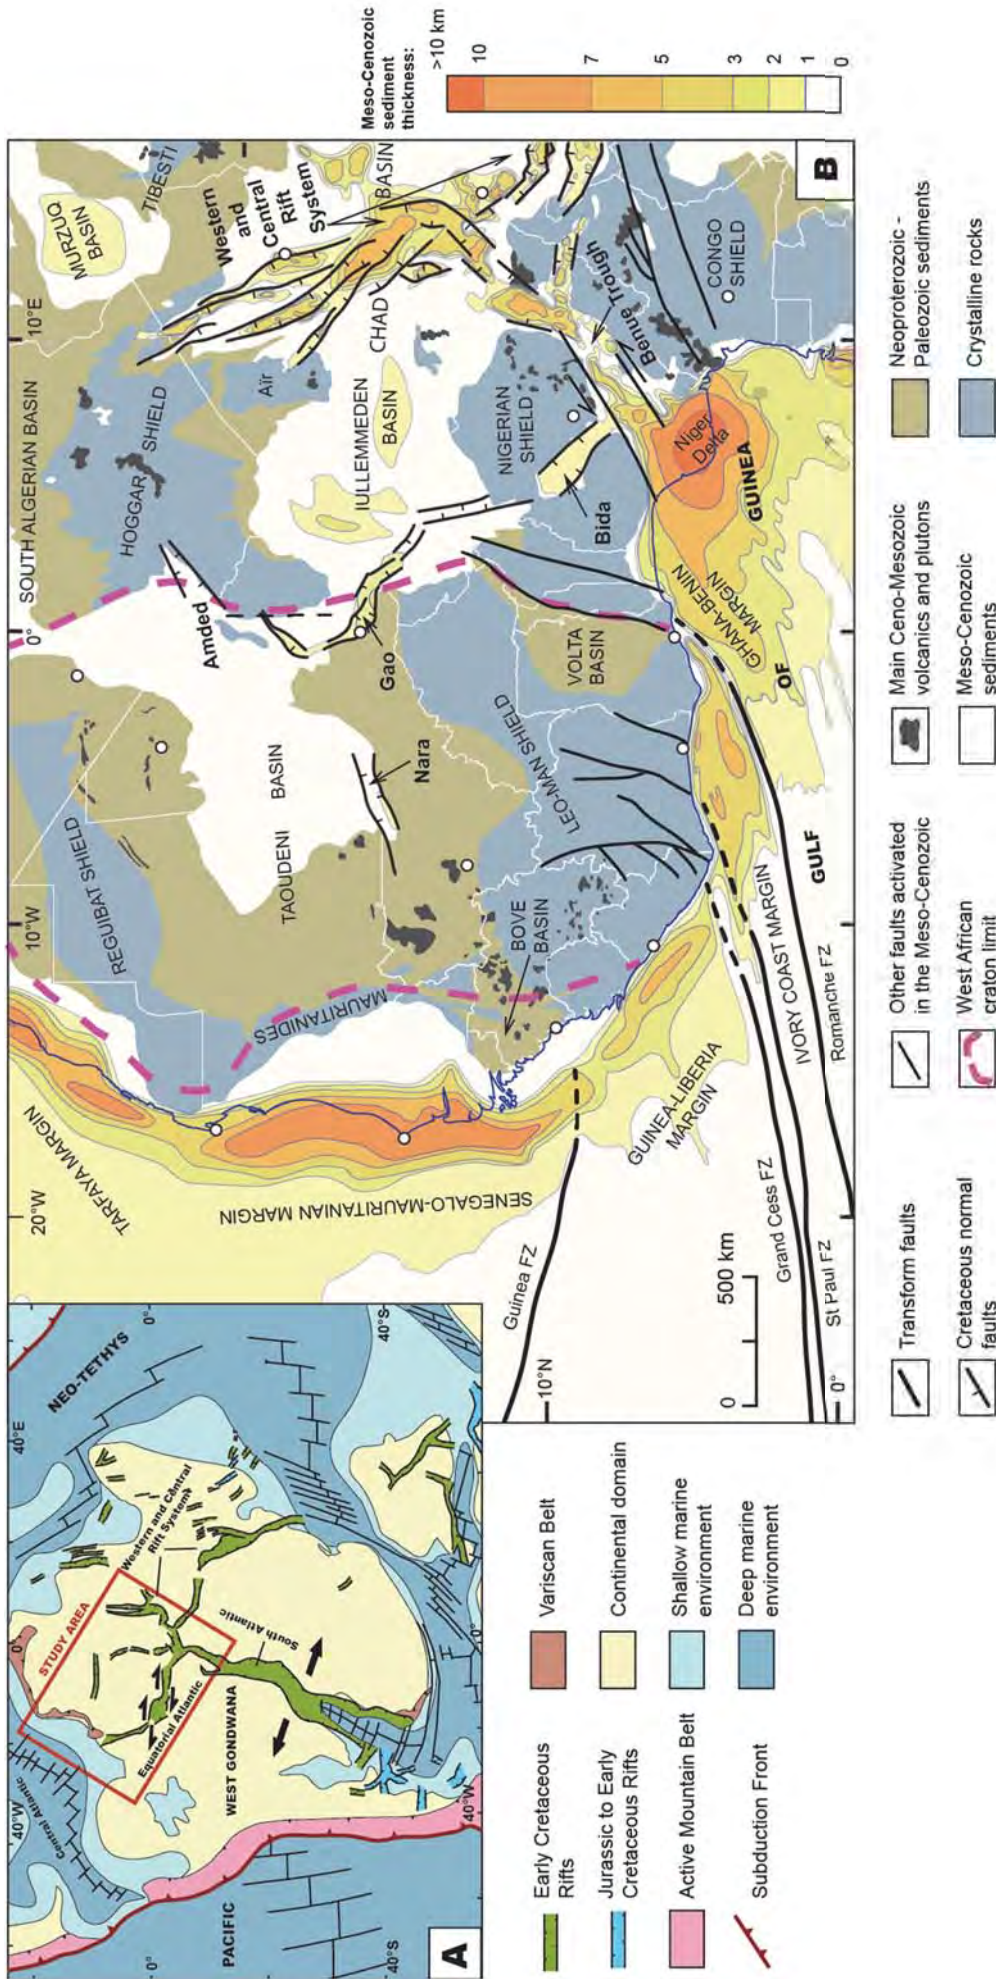 A
40°W
0°
40°E
NEO-TETHYS
STUDY AREA
Western and Central
Rift System
Central Atlantic
Equatorial Atlantic
South Atlantic
WEST GONDWANA
PACIFIC
0°
0°
40°S
40°S
40°W
Early Cretaceous
Rifts
Jurassic to Early
Cretaceous Rifts
Active Mountain Belt
Subduction Front
Variscan Belt
Continental domain
Shallow marine
environment
Deep marine
environment
B
20°W
10°W
0°
10°E
10°N
0°
SOUTH ALGERIAN BASIN
MURZUQ
BASIN
TIBESTI
TARFAYA MARGIN
REGUIBAT SHIELD
HOGGAR
SHIELD
Amded
Aïr
Western
and
Central
Rift
System
TAOUDENI
BASIN
MAURITANIDES
SENEGALO-MAURITANIAN MARGIN
Nara
Gao
IULLEMMEDEN
BASIN
CHAD
BASIN
BOVE
BASIN
LEO-MAN SHIELD
VOLTA
BASIN
NIGERIAN
SHIELD
Bida
Benue Trough
CONGO
SHIELD
Niger
Delta
Guinea FZ
GUINEA-LIBERIA
MARGIN
Grand Cess FZ
St Paul FZ
IVORY COAST MARGIN
Romanche FZ
GHANA-BENIN
MARGIN
GULF
OF
GUINEA
0
500 km
Meso-Cenozoic
sediment
thickness:
>10 km
10
7
5
3
2
1
0
Transform faults
Cretaceous normal
faults
Other faults activated
in the Meso-Cenozoic
West African
craton limit
Main Ceno-Mesozoic
volcanics and plutons
Meso-Cenozoic
sediments
Neoproterozoic -
Paleozoic sediments
Crystalline rocks